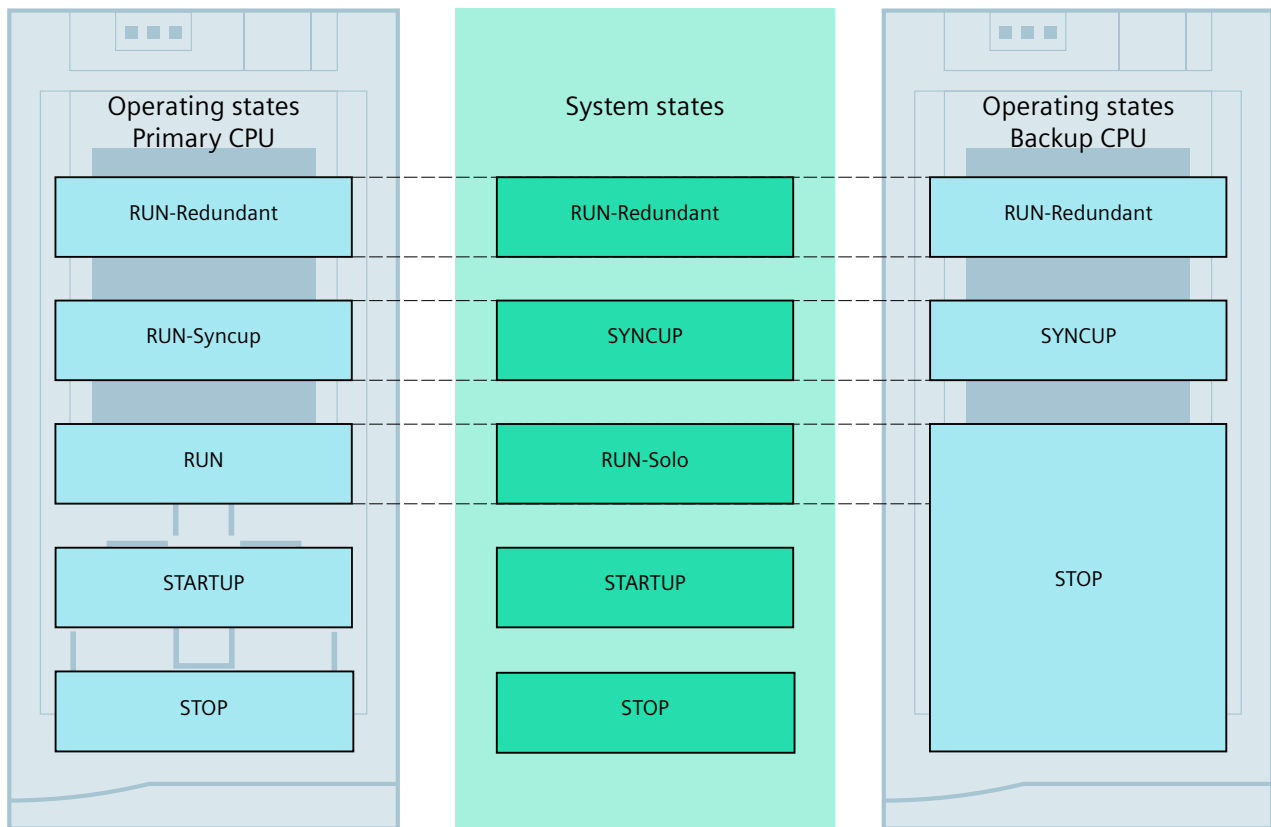 Operating states
Primary CPU
RUN-Redundant
RUN-Syncup
RUN
STARTUP
STOP
System states
RUN-Redundant
SYNCUP
RUN-Solo
STARTUP
STOP
Operating states
Backup CPU
RUN-Redundant
SYNCUP
STOP